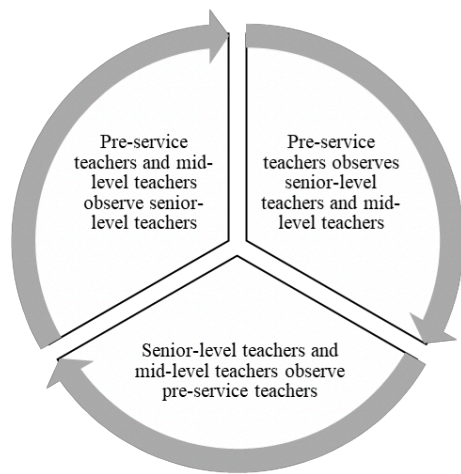 Pre-service
teachers and mid-
level teachers
observe senior-
level teachers
Pre-service
teachers observes
senior-level
teachers and mid-
level teachers
Senior-level teachers and
mid-level teachers observe
pre-service teachers